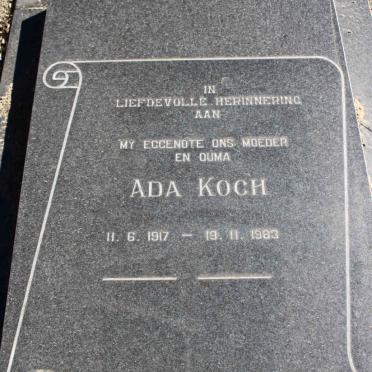 IN
LIEFDEVOLLE HERINNERING
AAN
MY EGGENOTE ONS MOEDER
EN OUMA
ADA KOCH
11. 6. 1917 — 19. 11. 1983